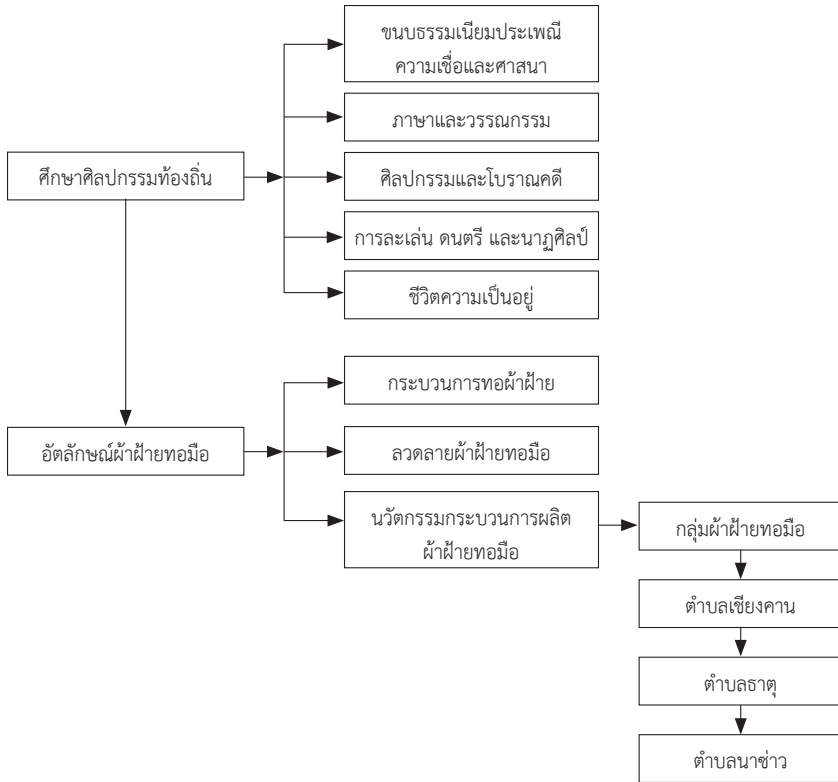 ขนบธรรมเนียมประเพณี
ความเชื่อและศาสนา
ภาษาและวรรณกรรม
ศึกษาศิลปกรรมท้องถิ่น
ศิลปกรรมและโบราณคดี
การละเล่น ดนตรี และนาฏศิลป์
ชีวิตความเป็นอยู่
กระบวนการทอผ้าฝ้าย
อัตลักษณ์ผ้าฝ้ายทอมือ
ลวดลายผ้าฝ้ายทอมือ
นวัตกรรมกระบวนการผลิต
ผ้าฝ้ายทอมือ
กลุ่มผ้าฝ้ายทอมือ
ตำบลเชียงคาน
ตำบลธาตุ
ตำบลนาซ่าว